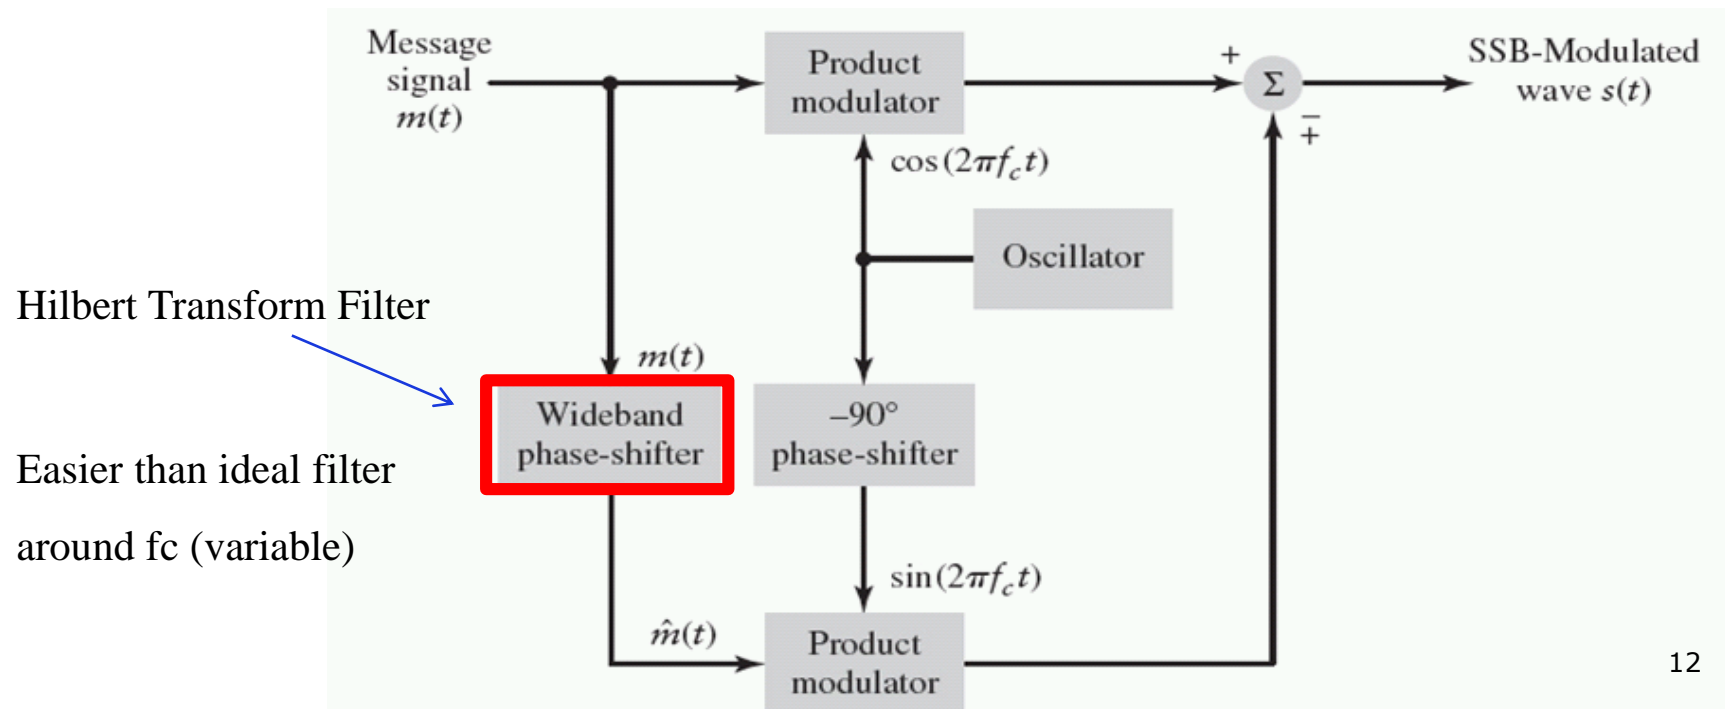 Message
signal
m(t)
Product
modulator
+
Σ
SSB-Modulated
wave s(t)
∓
cos(2πf_c t)
Oscillator
Hilbert Transform Filter
m(t)
Wideband
phase-shifter
–90°
phase-shifter
Easier than ideal filter
around fc (variable)
sin(2πf_c t)
m̂(t)
Product
modulator
12